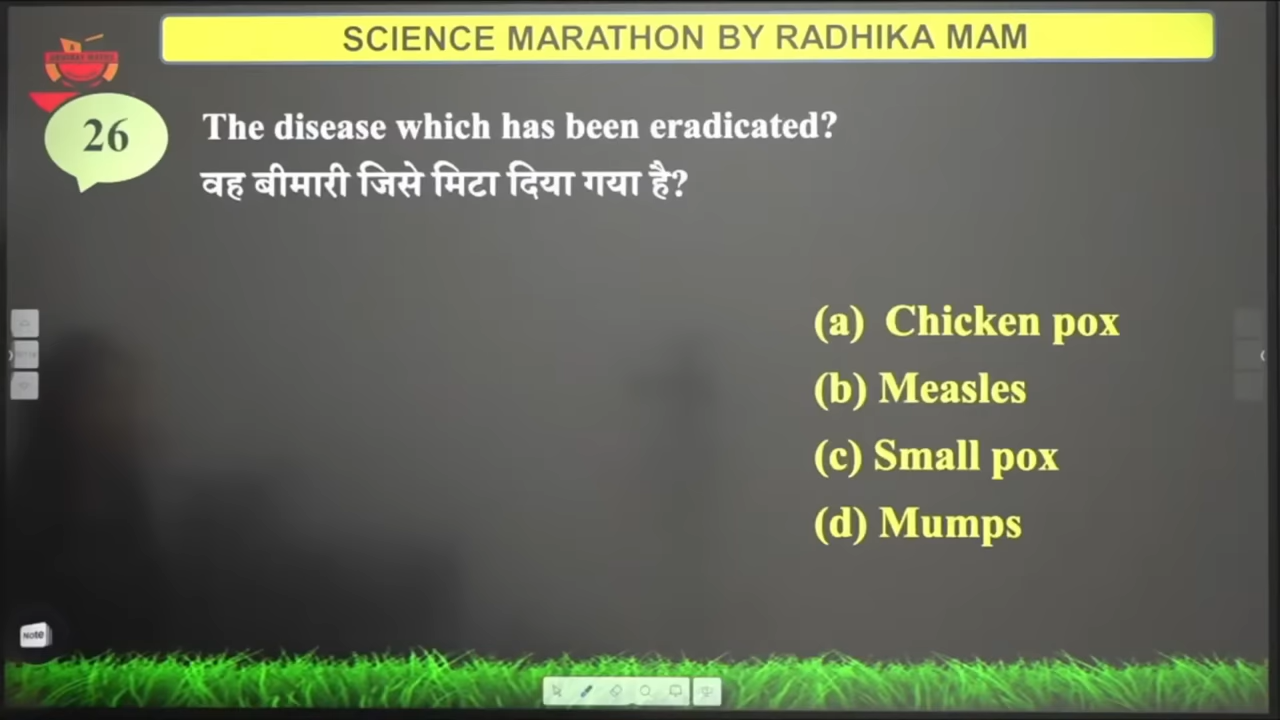 SCIENCE MARATHON BY RADHIKA MAM
26
The disease which has been eradicated?
वह बीमारी जिसे मिटा दिया गया है?
(a) Chicken pox
(b) Measles
(c) Small pox
(d) Mumps
Note